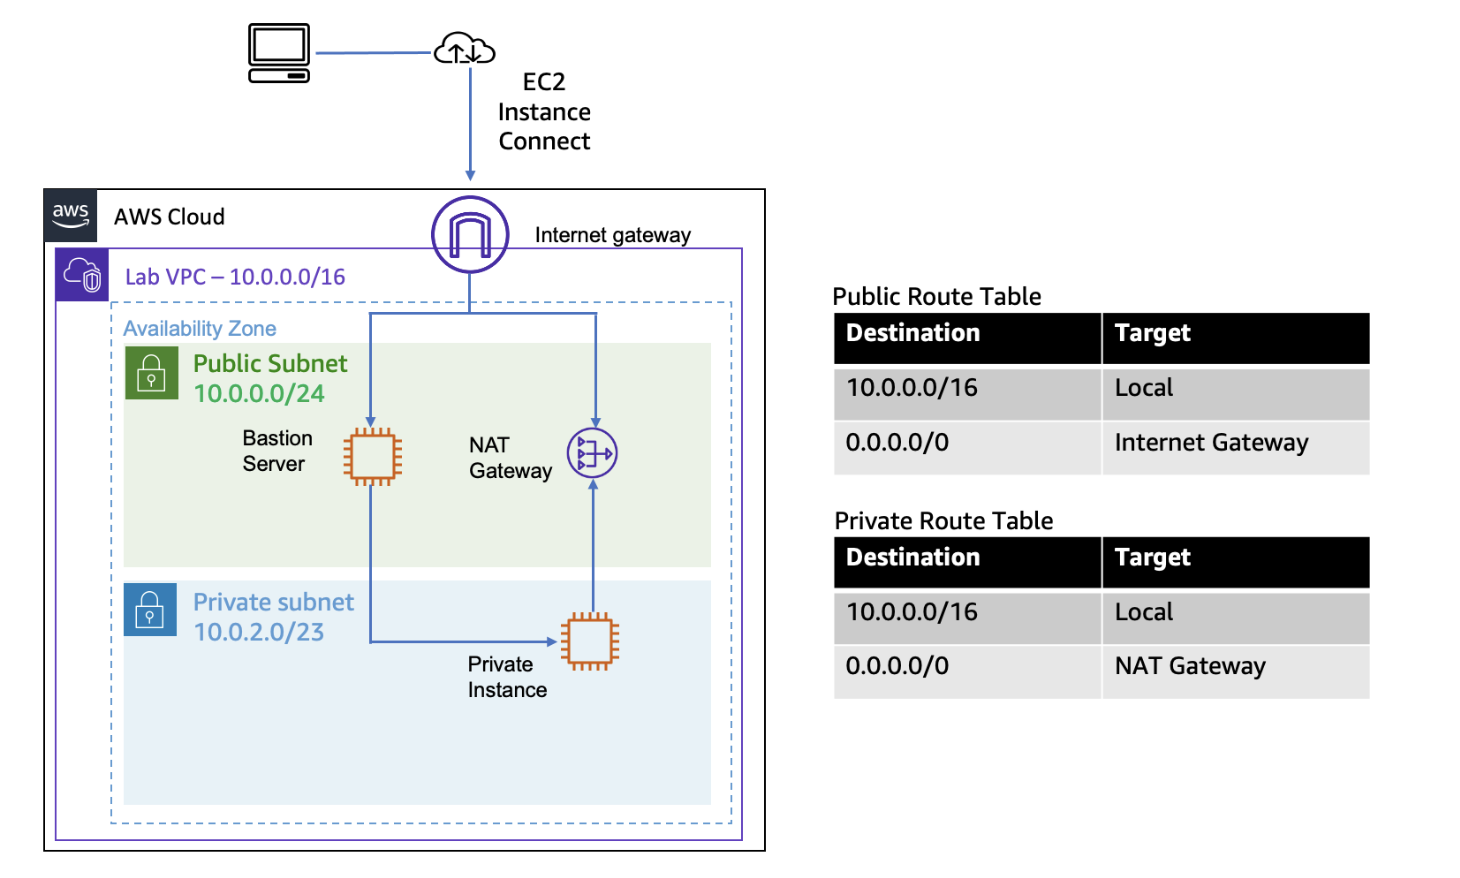 EC2
Instance
Connect
aws
AWS Cloud
Internet gateway
Lab VPC – 10.0.0.0/16
Availability Zone
Public Subnet
10.0.0.0/24
Bastion
Server
NAT
Gateway
Private subnet
10.0.2.0/23
Private
Instance
Public Route Table
Destination Target
10.0.0.0/16 Local
0.0.0.0/0 Internet Gateway
Private Route Table
Destination Target
10.0.0.0/16 Local
0.0.0.0/0 NAT Gateway